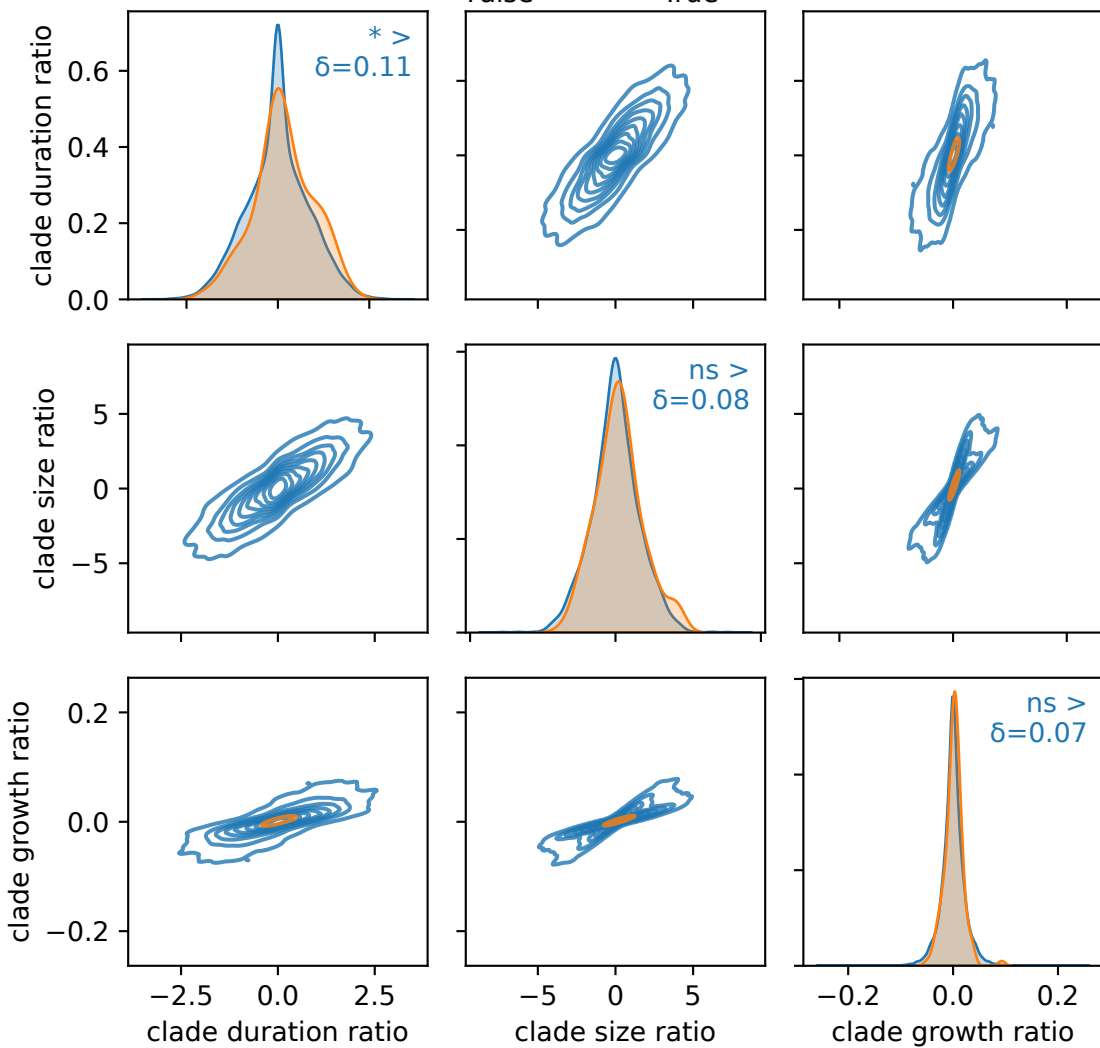 clade duration ratio
0.6
0.4
0.2
0.0
* >
δ=0.11
clade size ratio
5
0
−5
−5
0
5
ns >
δ=0.08
clade growth ratio
0.2
0.0
−0.2
ns >
δ=0.07
−2.5
0.0
2.5
−5
0
5
−0.2
0.0
0.2
clade duration ratio
clade size ratio
clade growth ratio